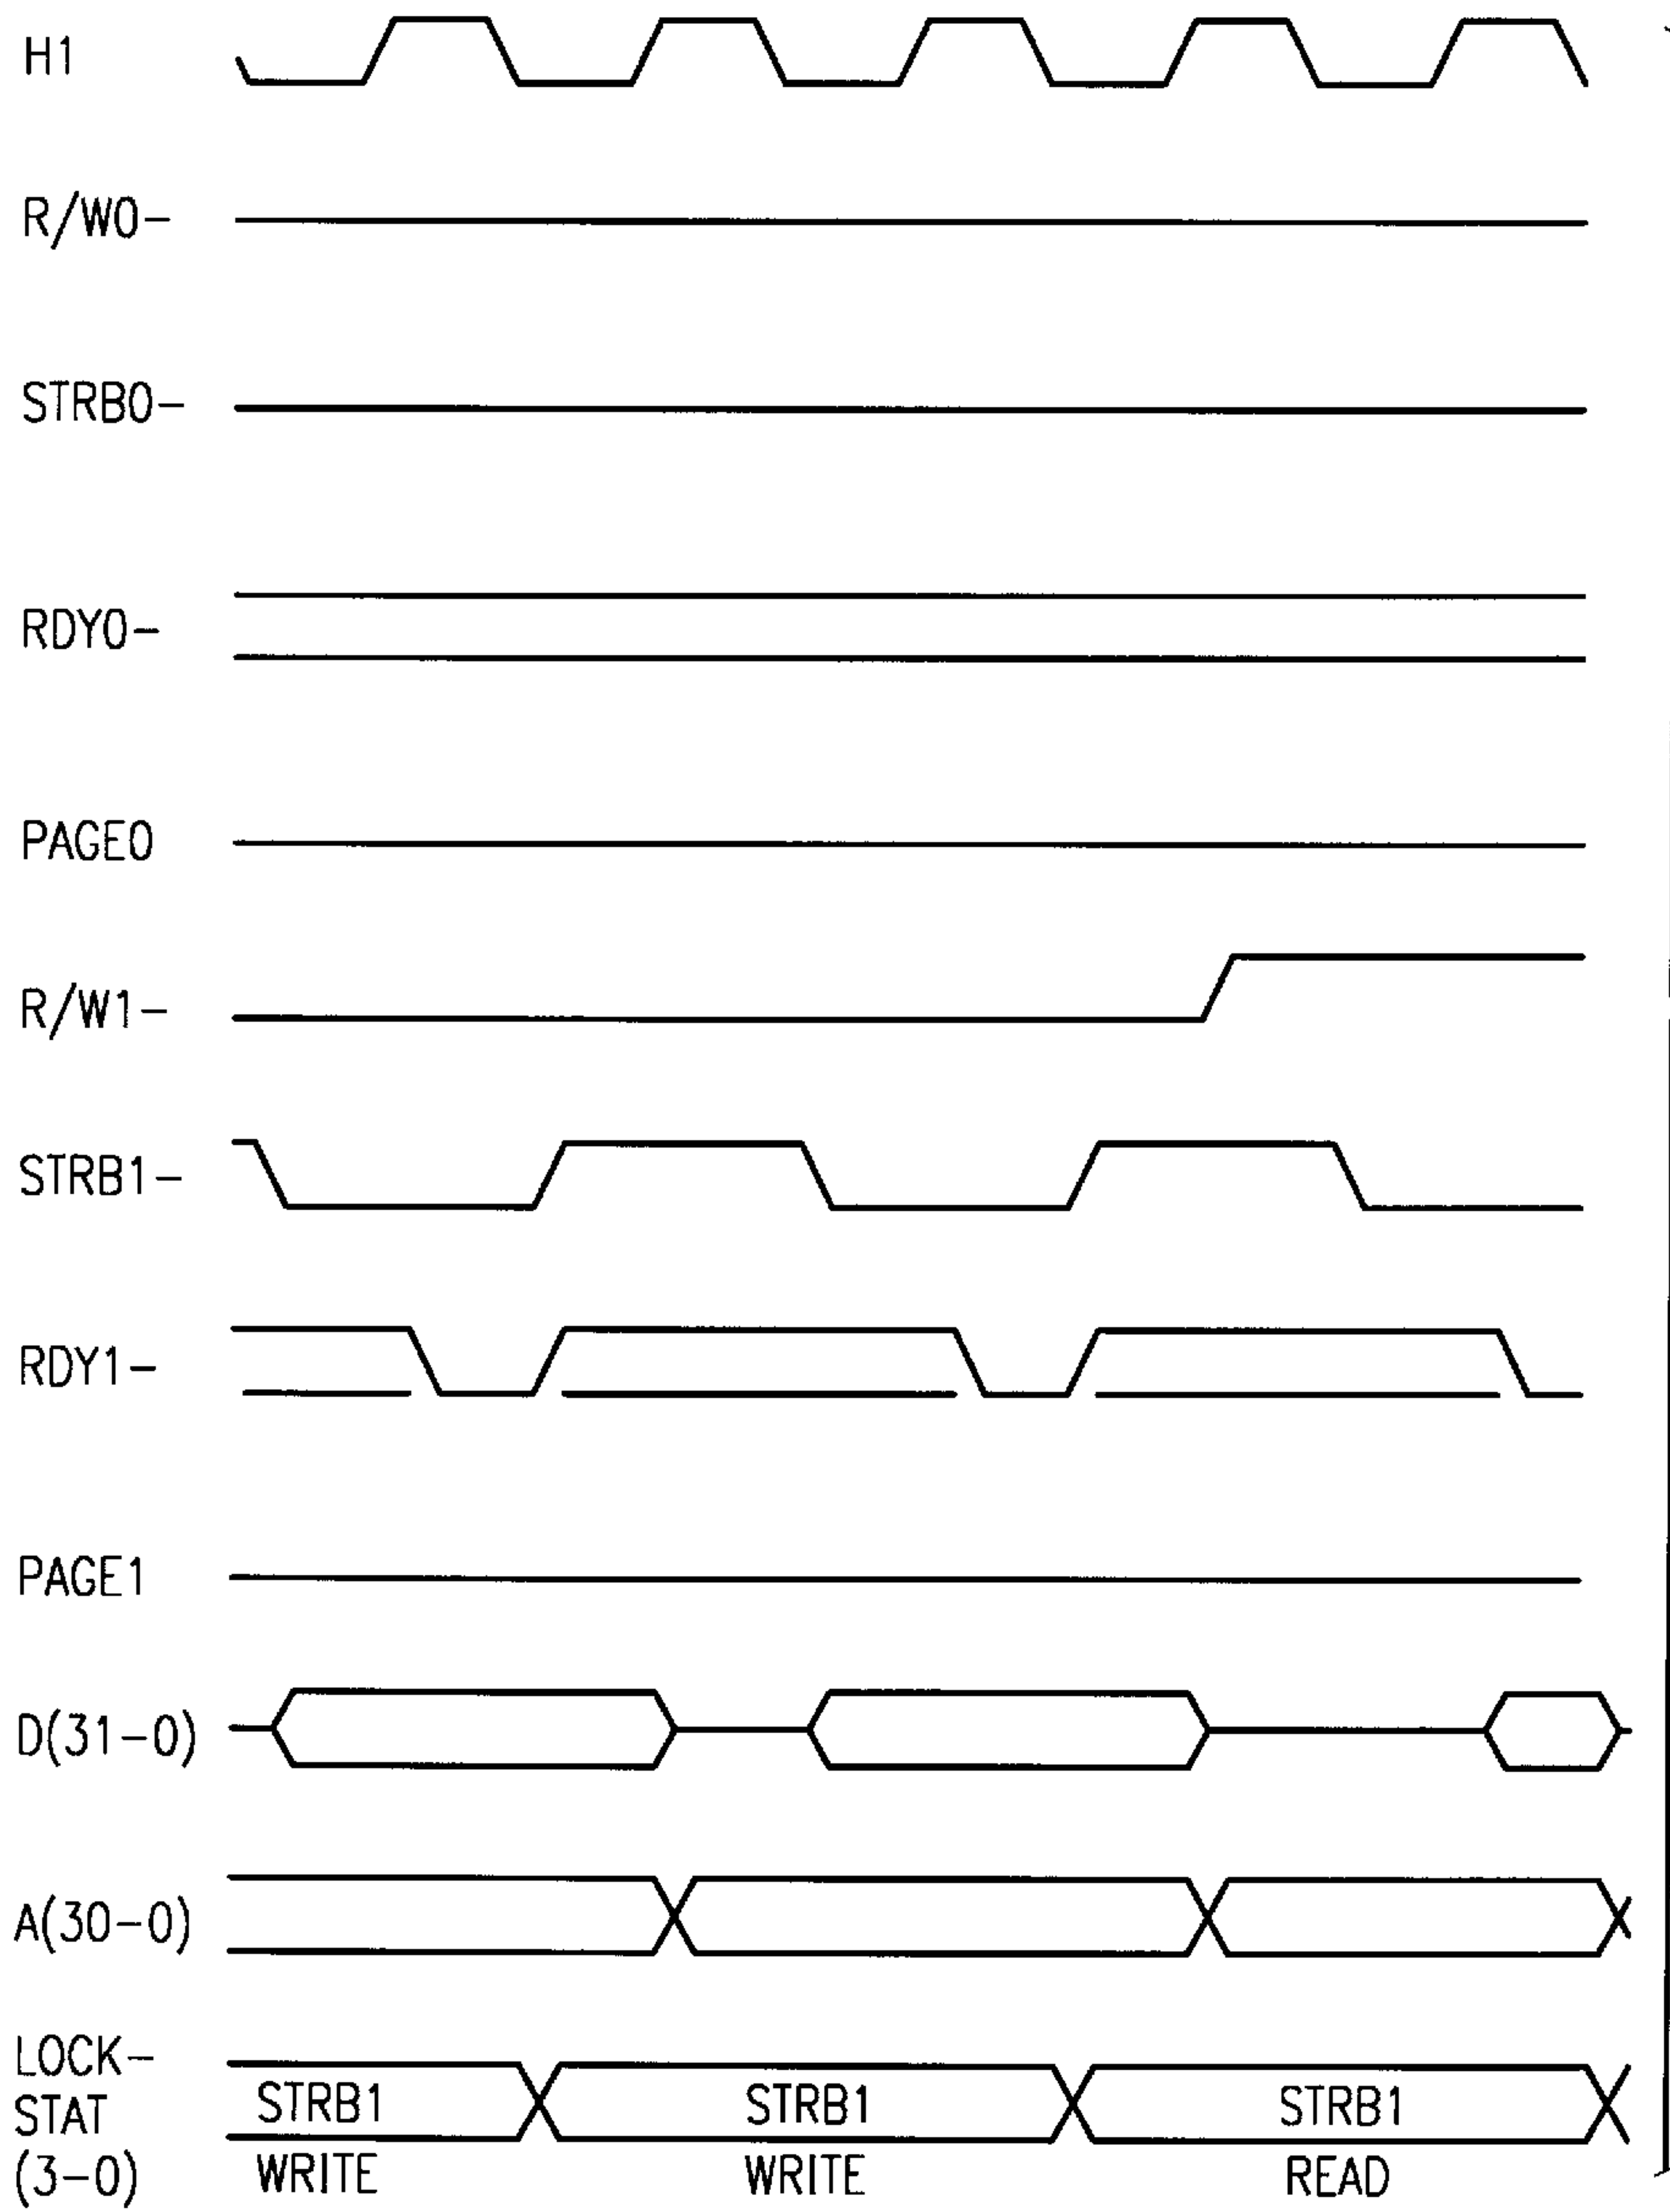 H1
R/W0-
STRB0-
RDY0-
PAGE0
R/W1-
STRB1-
RDY1-
PAGE1
D(31-0)
A(30-0)
LOCK-
STAT
(3-0)
STRB1 STRB1 STRB1
WRITE WRITE READ